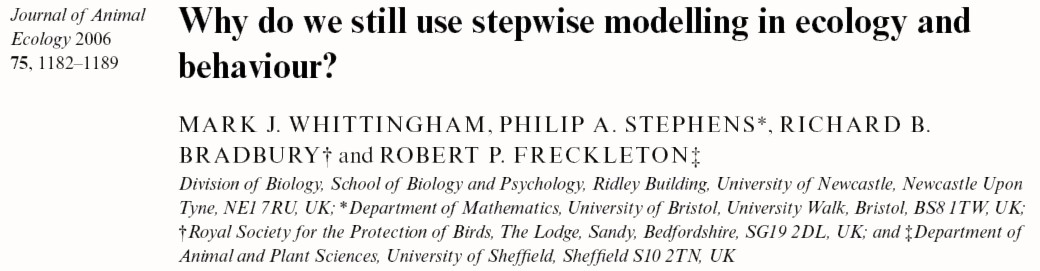 Journal of Animal
Ecology 2006
75, 1182–1189
Why do we still use stepwise modelling in ecology and
behaviour?
MARK J. WHITTINGHAM, PHILIP A. STEPHENS*, RICHARD B.
BRADBURY† and ROBERT P. FRECKLETON‡
Division of Biology, School of Biology and Psychology, Ridley Building, University of Newcastle, Newcastle Upon
Tyne, NE1 7RU, UK; *Department of Mathematics, University of Bristol, University Walk, Bristol, BS8 1TW, UK;
†Royal Society for the Protection of Birds, The Lodge, Sandy, Bedfordshire, SG19 2DL, UK; and ‡Department of
Animal and Plant Sciences, University of Sheffield, Sheffield S10 2TN, UK